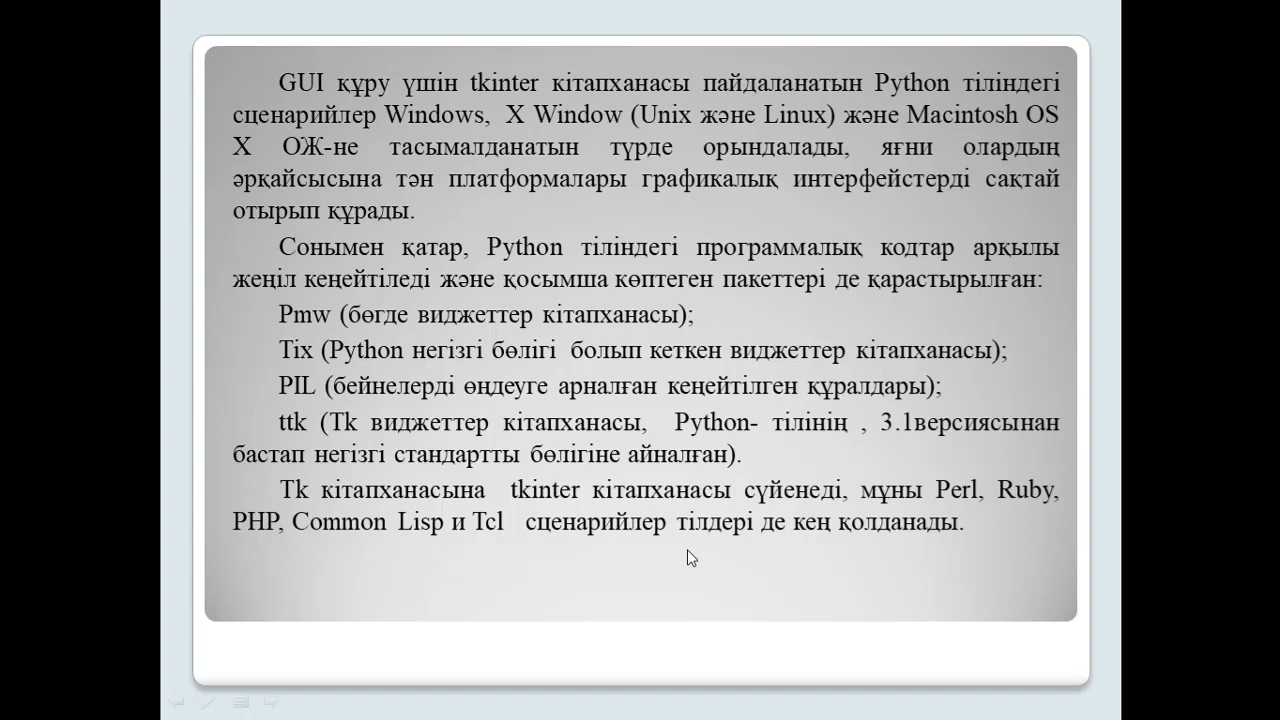 GUI құру үшін tkinter кітапханасы пайдаланатын Python тіліндегі
сценарийлер Windows, X Window (Unix және Linux) және Macintosh OS
X ОЖ-не тасымалданатын түрде орындалады, яғни олардың
әрқайсысына тән платформалары графикалық интерфейстерді сақтай
отырып құрады.
Сонымен қатар, Python тіліндегі программалық кодтар арқылы
жеңіл кеңейтіледі және қосымша көптеген пакеттері де қарастырылған:
Pmw (бөгде виджеттер кітапханасы);
Tix (Python негізгі бөлігі болып кеткен виджеттер кітапханасы);
PIL (бейнелерді өңдеуге арналған кеңейтілген құралдары);
ttk (Tk виджеттер кітапханасы, Python- тілінің , 3.1версиясынан
бастап негізгі стандартты бөлігіне айналған).
Tk кітапханасына tkinter кітапханасы сүйенеді, мұны Perl, Ruby,
PHP, Common Lisp и Tcl сценарийлер тілдері де кең қолданады.